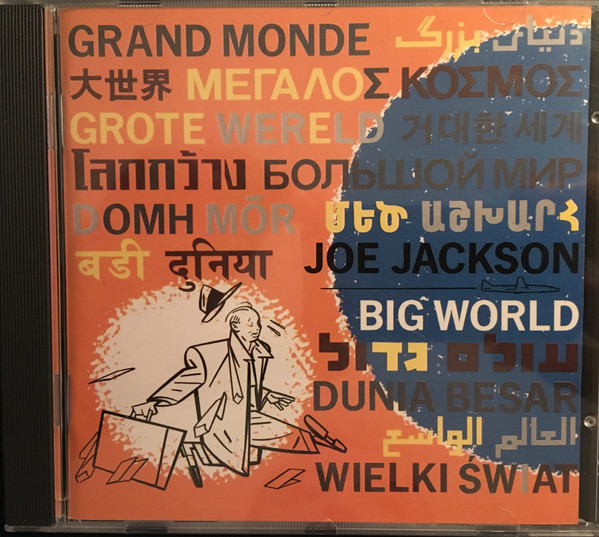 GRAND MONDE دنیای بزرگ
大世界 ΜΕΓΑΛΟΣ ΚΟΣΜΟΣ
GROTE WERELD 거대한 세계
โลกกว้าง БОЛЬШОЙ МИР
DOMH MŌR ՄԵԾ ԱՇԽԱՐՀ
बडी दुनिया JOE JACKSON
BIG WORLD
עולם גדול
DUNIA BESAR
العالم الواسع
WIELKI ŚWIAT